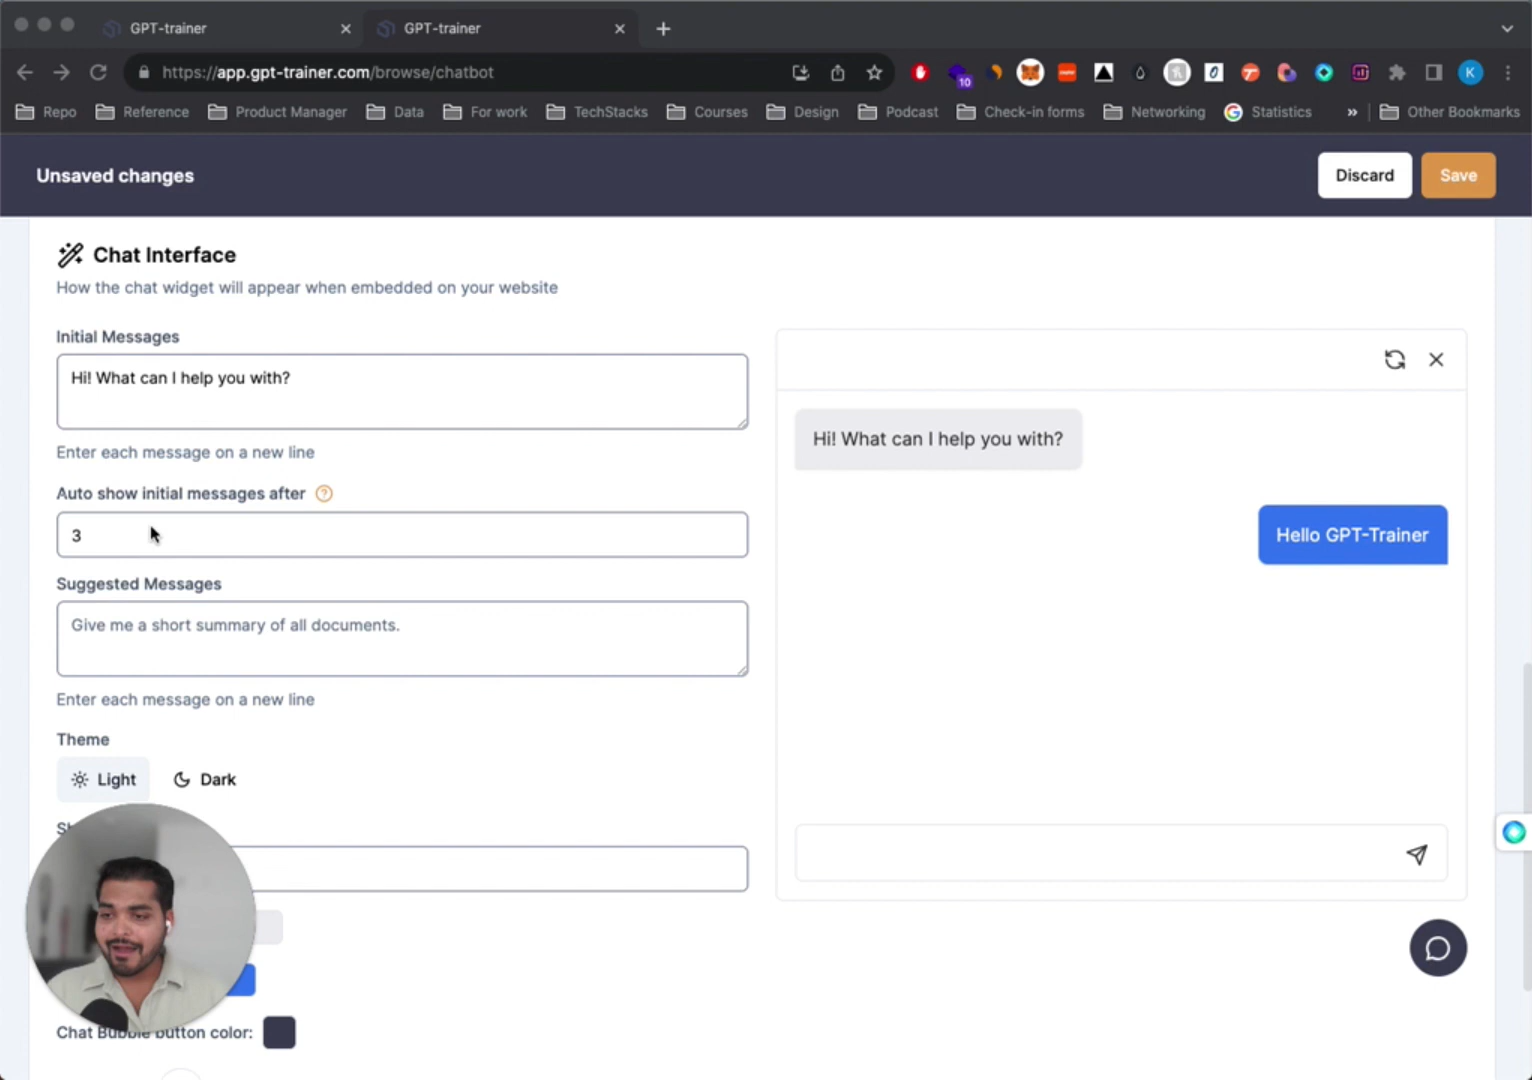 GPT-trainer
GPT-trainer
https://app.gpt-trainer.com/browse/chatbot
10
K
Repo
Reference
Product Manager
Data
For work
TechStacks
Courses
Design
Podcast
Check-in forms
Networking
Statistics
»
Other Bookmarks
Unsaved changes
Discard
Save
Chat Interface
How the chat widget will appear when embedded on your website
Initial Messages
Hi! What can I help you with?
Enter each message on a new line
Auto show initial messages after
?
3
Suggested Messages
Give me a short summary of all documents.
Enter each message on a new line
Theme
Light
Dark
Chat Bubble button color:
Hi! What can I help you with?
Hello GPT-Trainer